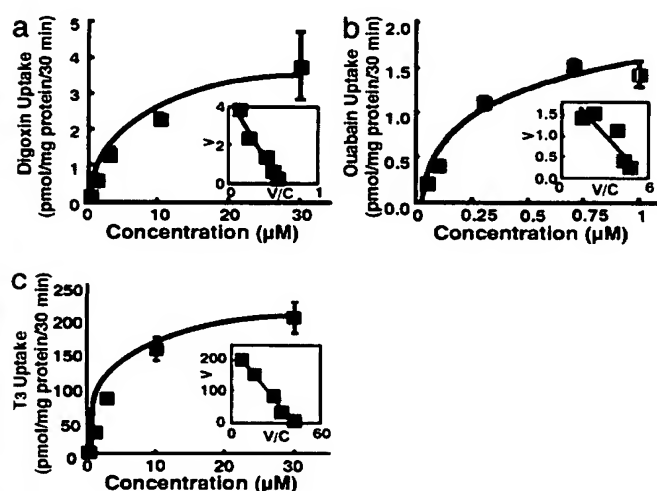 a
Digoxin Uptake
(pmol/mg protein/30 min)
5
4
3
2
1
0
0
10
20
30
Concentration (µM)
4
2
0
V
0
V/C
1
b
Ouabain Uptake
(pmol/mg protein/30 min)
2.0
1.5
1.0
0.5
0.0
0
0.25
0.5
0.75
1
Concentration (µM)
1.5
1.0
0.5
0.0
V
0
V/C
6
c
T3 Uptake
(pmol/mg protein/30 min)
250
200
150
100
50
0
0
10
20
30
Concentration (µM)
200
100
0
V
0
V/C
60